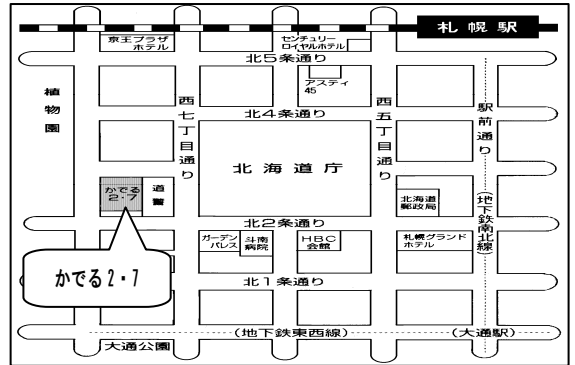 札幌駅
京王プラザ
ホテル
センチュリー
ロイヤルホテル
北5条通り
アスティ
45
植物園
西七丁目通り
北4条通り
西五丁目通り
駅前通り
北海道庁
かでる
2・7
道警
北海道
郵政局
(地下鉄南北線)
北2条通り
ガーデン
パレス
斗南
病院
HBC
会館
札幌グランド
ホテル
かでる2・7
北1条通り
(地下鉄東西線)
(大通駅)
大通公園